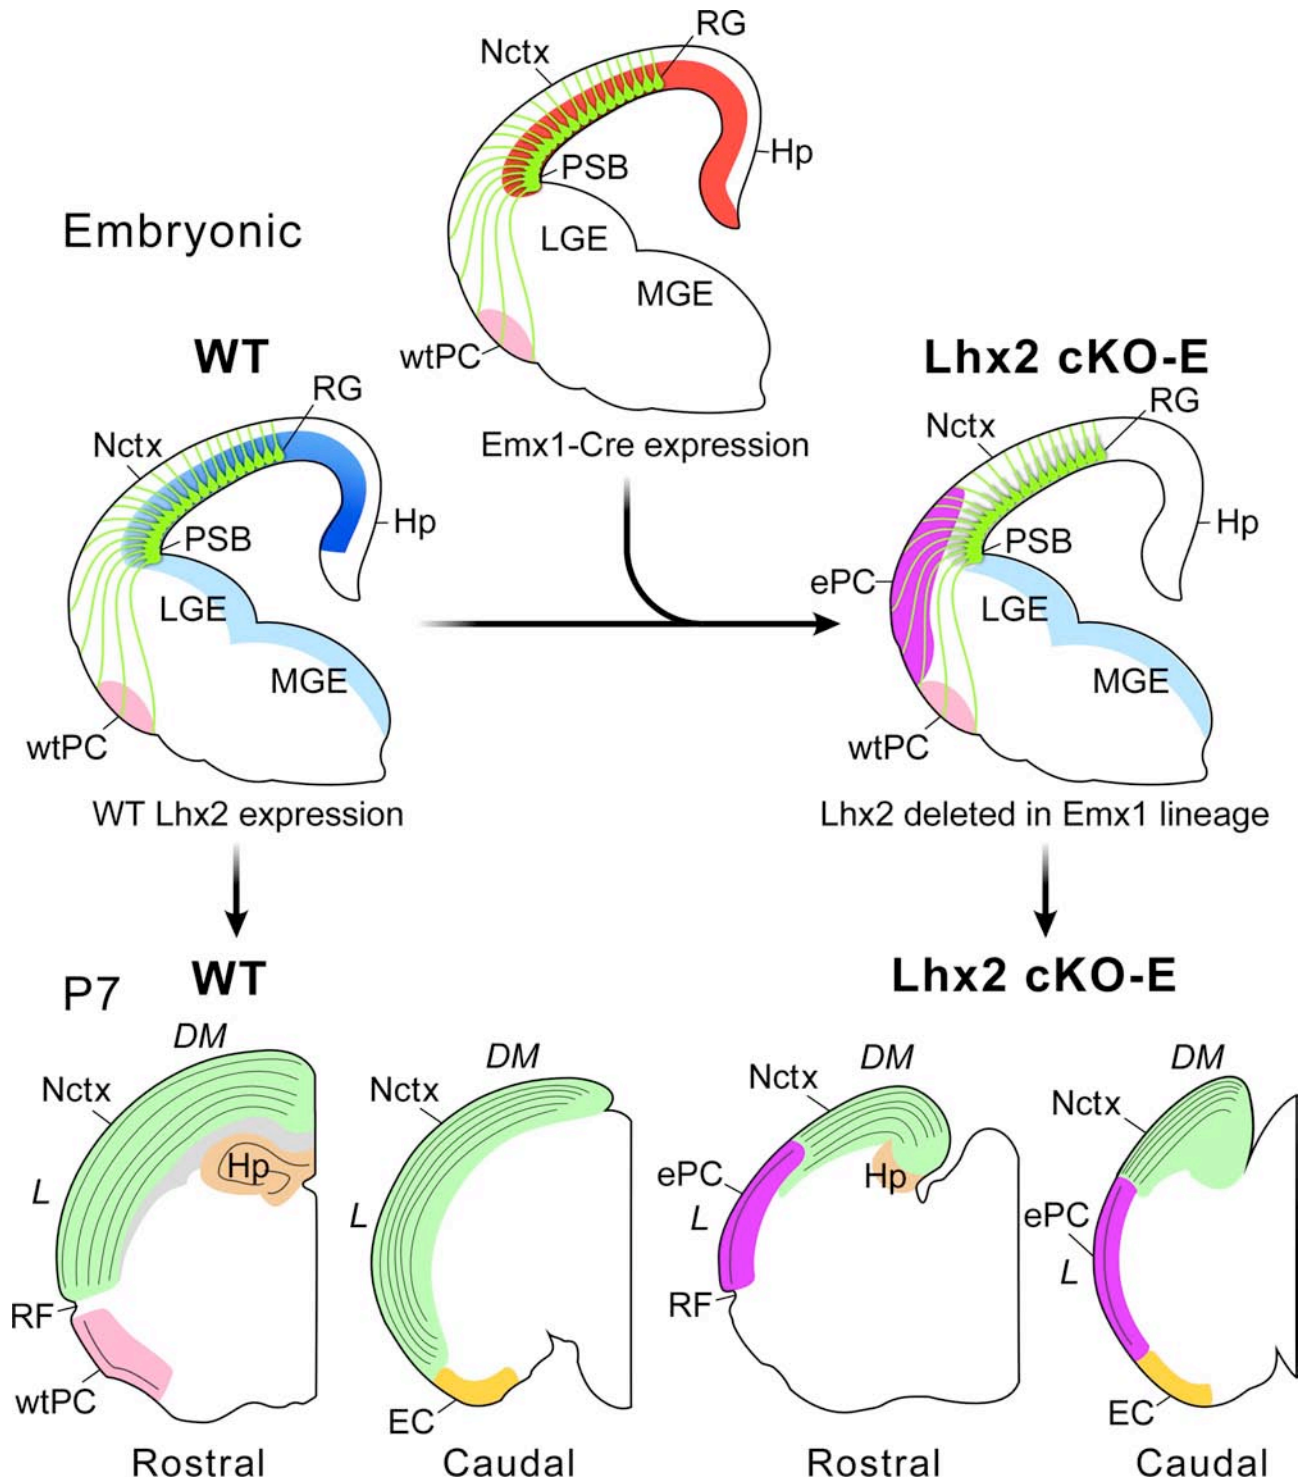 RG
Nctx
Hp
PSB
LGE
MGE
wtPC
Emx1-Cre expression
Embryonic
WT
RG
Nctx
Hp
PSB
LGE
MGE
wtPC
WT Lhx2 expression
Lhx2 cKO-E
RG
Nctx
Hp
PSB
ePC
LGE
MGE
wtPC
Lhx2 deleted in Emx1 lineage
P7
WT
DM
Nctx
Hp
L
RF
wtPC
Rostral
DM
Nctx
L
EC
Caudal
Lhx2 cKO-E
DM
Nctx
ePC
Hp
L
RF
Rostral
DM
Nctx
ePC
L
EC
Caudal